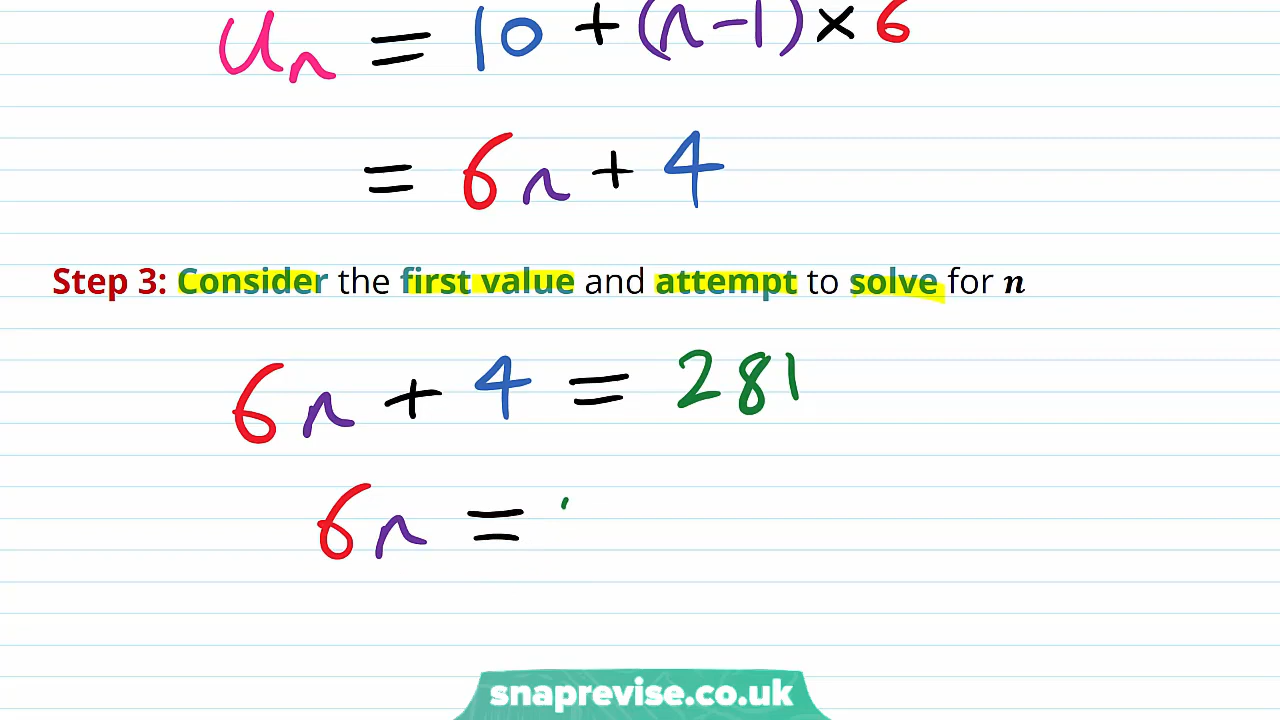 Un = 10 + (n-1) × 6
= 6n + 4
Step 3: Consider the first value and attempt to solve for n
6n + 4 = 281
6n =
snaprevise.co.uk